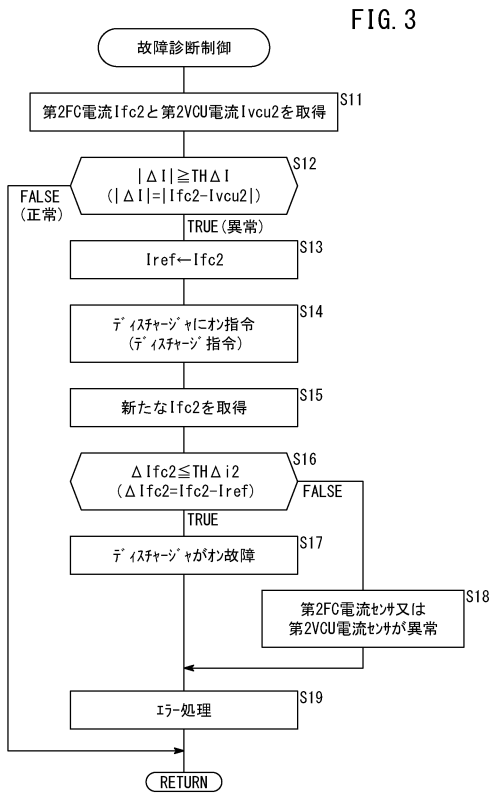 FIG. 3
故障診断制御
S11
第2FC電流Ifc2と第2VCU電流Ivcu2を取得
S12
|ΔI|≧THΔI
(|ΔI|=|Ifc2-Ivcu2|)
FALSE
(正常)
TRUE(異常)
S13
Iref←Ifc2
S14
ﾃﾞｨｽﾁｬｰｼﾞｬにオン指令
(ﾃﾞｨｽﾁｬｰｼﾞ指令)
S15
新たなIfc2を取得
S16
ΔIfc2≦THΔi2
(ΔIfc2=Ifc2-Iref)
FALSE
TRUE
S17
ﾃﾞｨｽﾁｬｰｼﾞｬがオン故障
S18
第2FC電流ｾﾝｻ又は
第2VCU電流ｾﾝｻが異常
S19
ｴﾗｰ処理
RETURN